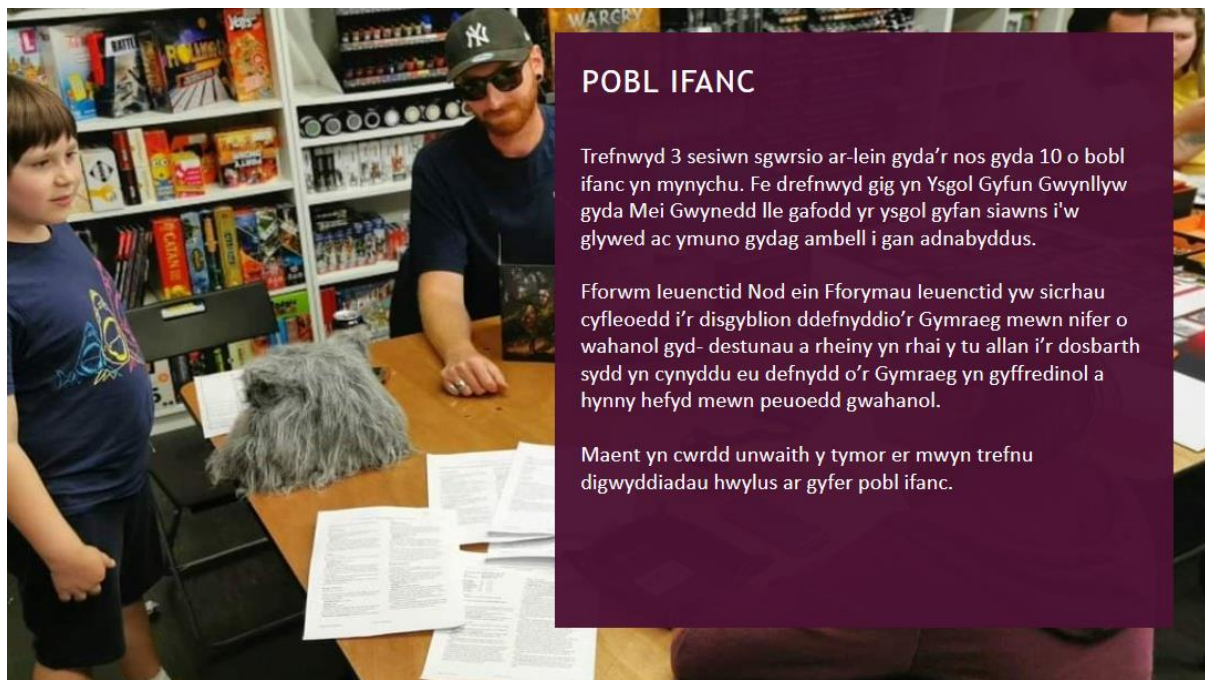 WARCRY
BATTL
CATAN
NY
POBL IFANC
Trefnwyd 3 sesiwn sgwrsio ar-lein gyda'r nos gyda 10 o bobl
ifanc yn mynychu. Fe drefnwyd gig yn Ysgol Gyfun Gwynllyw
gyda Mei Gwynedd lle gafodd yr ysgol gyfan siawns i'w
glywed ac ymuno gydag ambell i gan adnabyddus.
Fforwm Ieuenctid Nod ein Fforymau Ieuenctid yw sicrhau
cyfleoedd i'r disgyblion ddefnyddio'r Gymraeg mewn nifer o
wahanol gyd- destunau a rheiny yn rhai y tu allan i'r dosbarth
sydd yn cynyddu eu defnydd o'r Gymraeg yn gyffredinol a
hynny hefyd mewn peuoedd gwahanol.
Maent yn cwrdd unwaith y tymor er mwyn trefnu
digwyddiadau hwylus ar gyfer pobl ifanc.